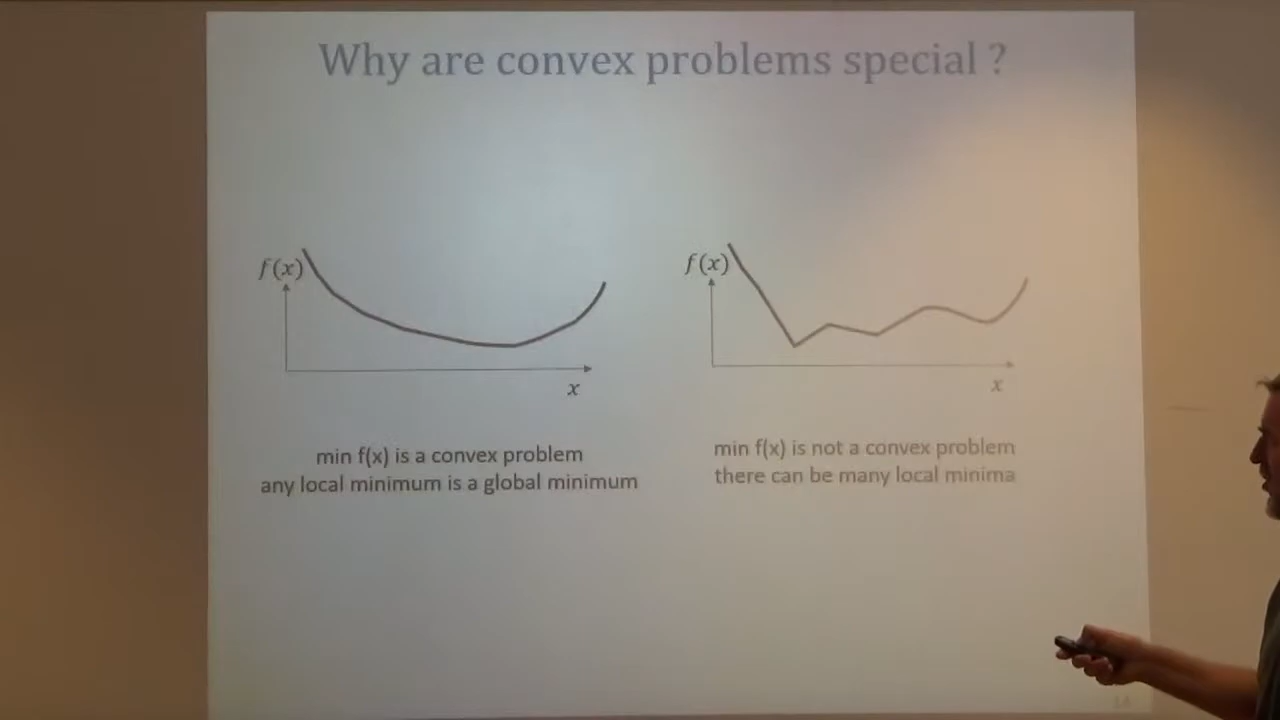 Why are convex problems special ?
f(x)
x
min f(x) is a convex problem
any local minimum is a global minimum
f(x)
x
min f(x) is not a convex problem
there can be many local minima